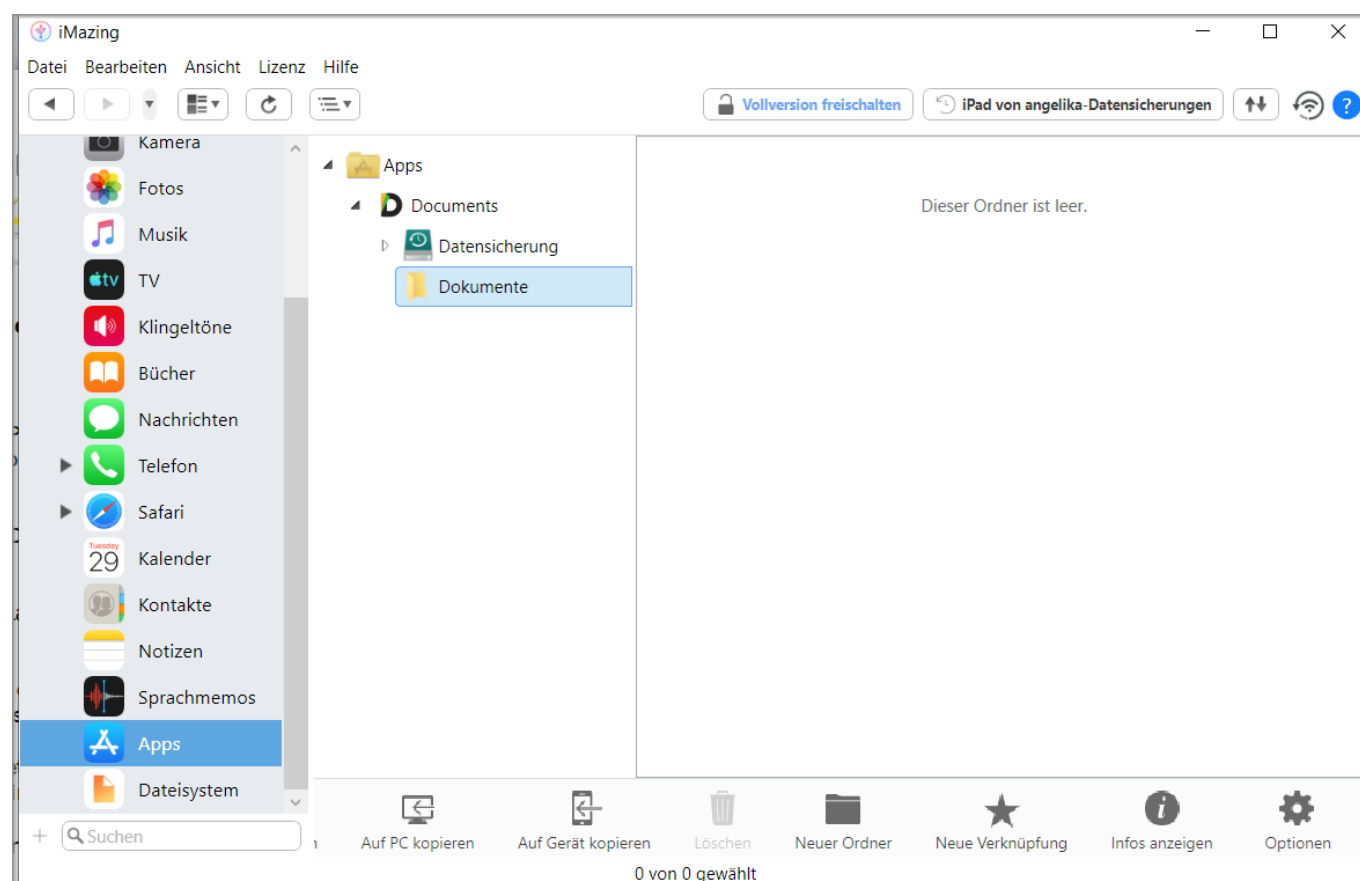 iMazing
Datei Bearbeiten Ansicht Lizenz Hilfe
Vollversion freischalten
iPad von angelika-Datensicherungen
?
Kamera
Fotos
Musik
tv TV
Klingeltöne
Bücher
Nachrichten
Telefon
Safari
Tuesday
29 Kalender
Kontakte
Notizen
Sprachmemos
Apps
Dateisystem
Suchen
Apps
D Documents
Datensicherung
Dokumente
Dieser Ordner ist leer.
Auf PC kopieren Auf Gerät kopieren Löschen Neuer Ordner Neue Verknüpfung Infos anzeigen Optionen
0 von 0 gewählt